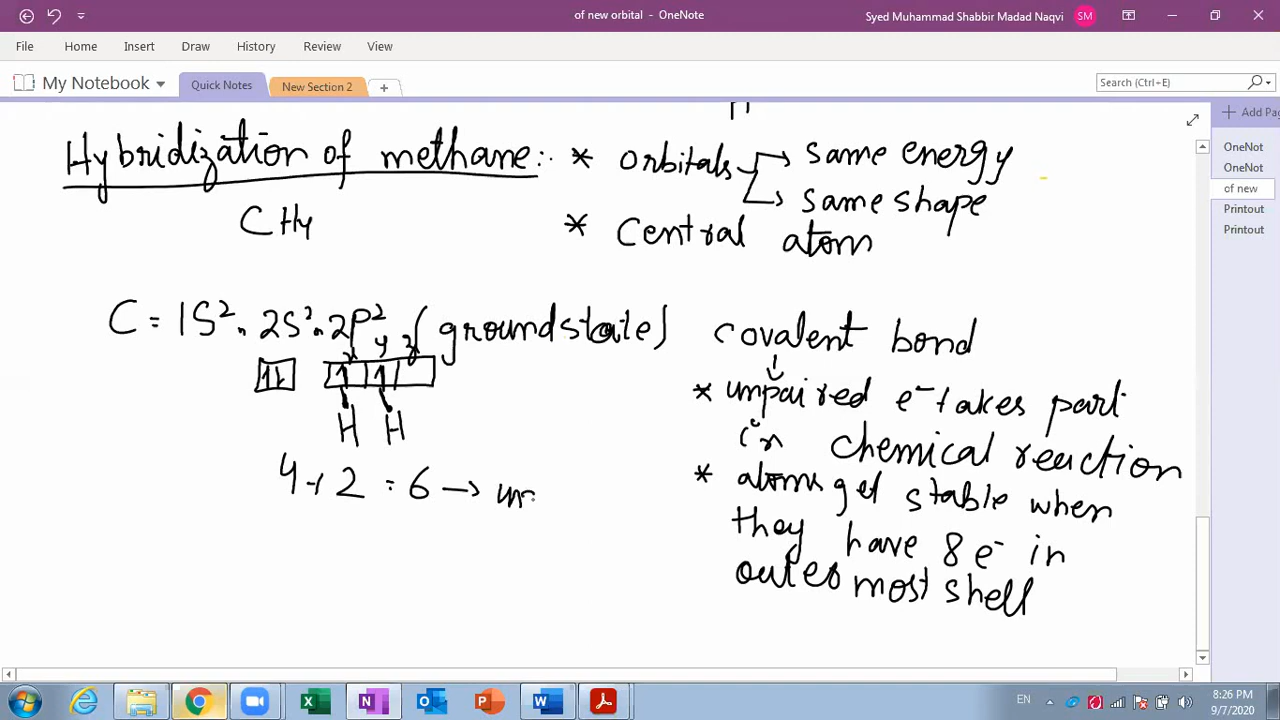 of new orbital - OneNote
Syed Muhammad Shabbir Madad Naqvi
SM
File Home Insert Draw History Review View
My Notebook
Quick Notes
New Section 2
Search (Ctrl+E)
Add Pag
OneNot
OneNot
of new
Printout
Printout
Hybridization of methane :. * orbitals → same energy
→ same shape
CH4
* Central atom
C = 1S². 2S². 2P² (ground state)
x y z
H H
4 + 2 = 6 →
covalent bond
* unpaired e⁻ takes part
in chemical reaction
* atoms get stable when
they have 8 e⁻ in
outer most shell
EN
8:26 PM
9/7/2020